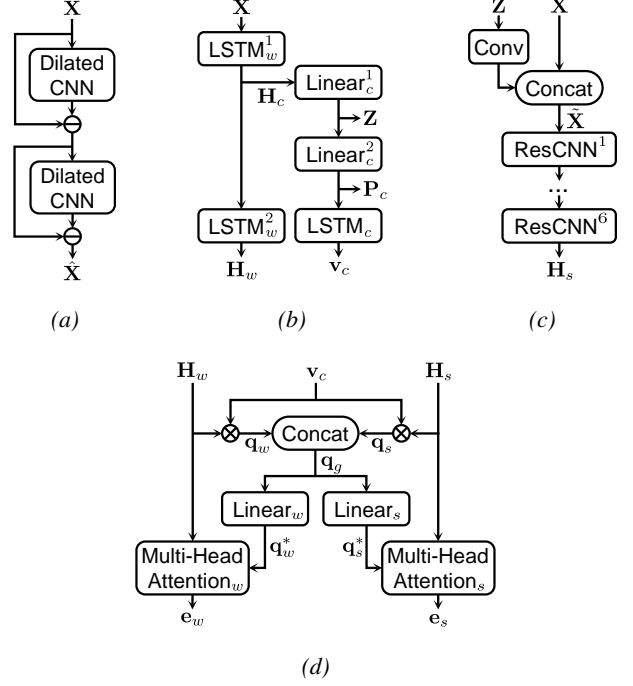 X
Dilated
CNN
Dilated
CNN
X̂
(a)
X
LSTM¹_w
H_c
Linear¹_c
Z
Linear²_c
P_c
LSTM²_w
LSTM_c
H_w
v_c
(b)
Z
X
Conv
Concat
X̃
ResCNN¹
...
ResCNN⁶
H_s
(c)
H_w
v_c
H_s
q_w
Concat
q_s
q_g
Linear_w
Linear_s
q*_w
q*_s
Multi-Head
Attention_w
Multi-Head
Attention_s
e_w
e_s
(d)